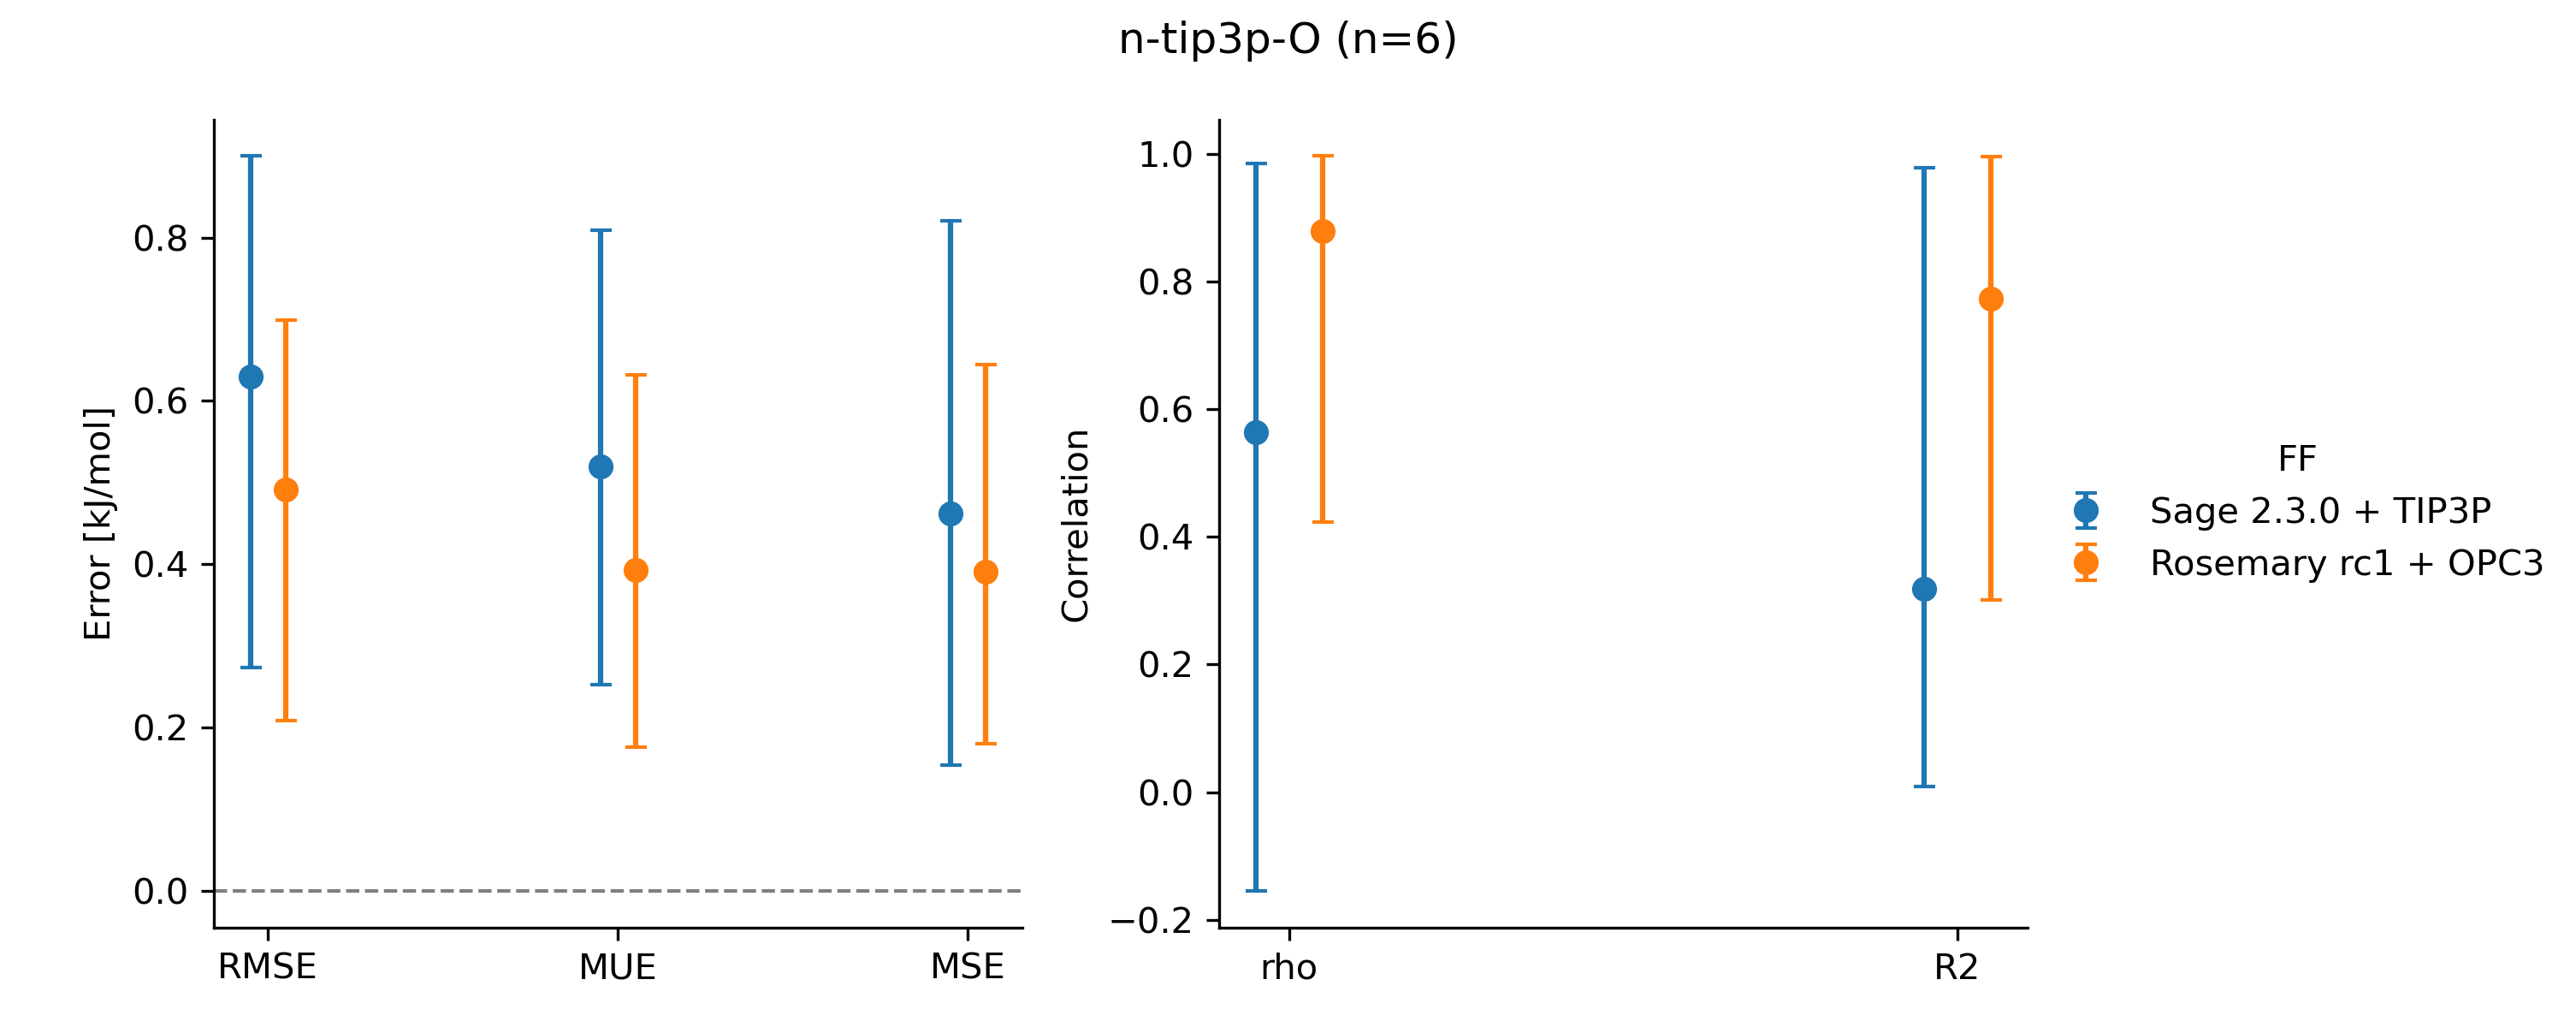 n-tip3p-O (n=6)
Error [kJ/mol]
0.8
0.6
0.4
0.2
0.0
RMSE
MUE
MSE
Correlation
1.0
0.8
0.6
0.4
0.2
0.0
−0.2
rho
R2
FF
Sage 2.3.0 + TIP3P
Rosemary rc1 + OPC3